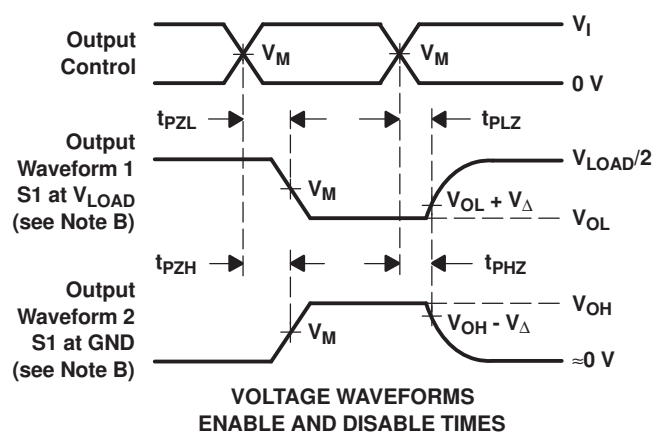 Output
Control
V_M
V_M
V_I
0 V
t_PZL
t_PLZ
Output
Waveform 1
S1 at V_LOAD
(see Note B)
V_M
V_OL + V_Δ
V_LOAD/2
V_OL
t_PZH
t_PHZ
Output
Waveform 2
S1 at GND
(see Note B)
V_M
V_OH - V_Δ
V_OH
≈0 V
VOLTAGE WAVEFORMS
ENABLE AND DISABLE TIMES